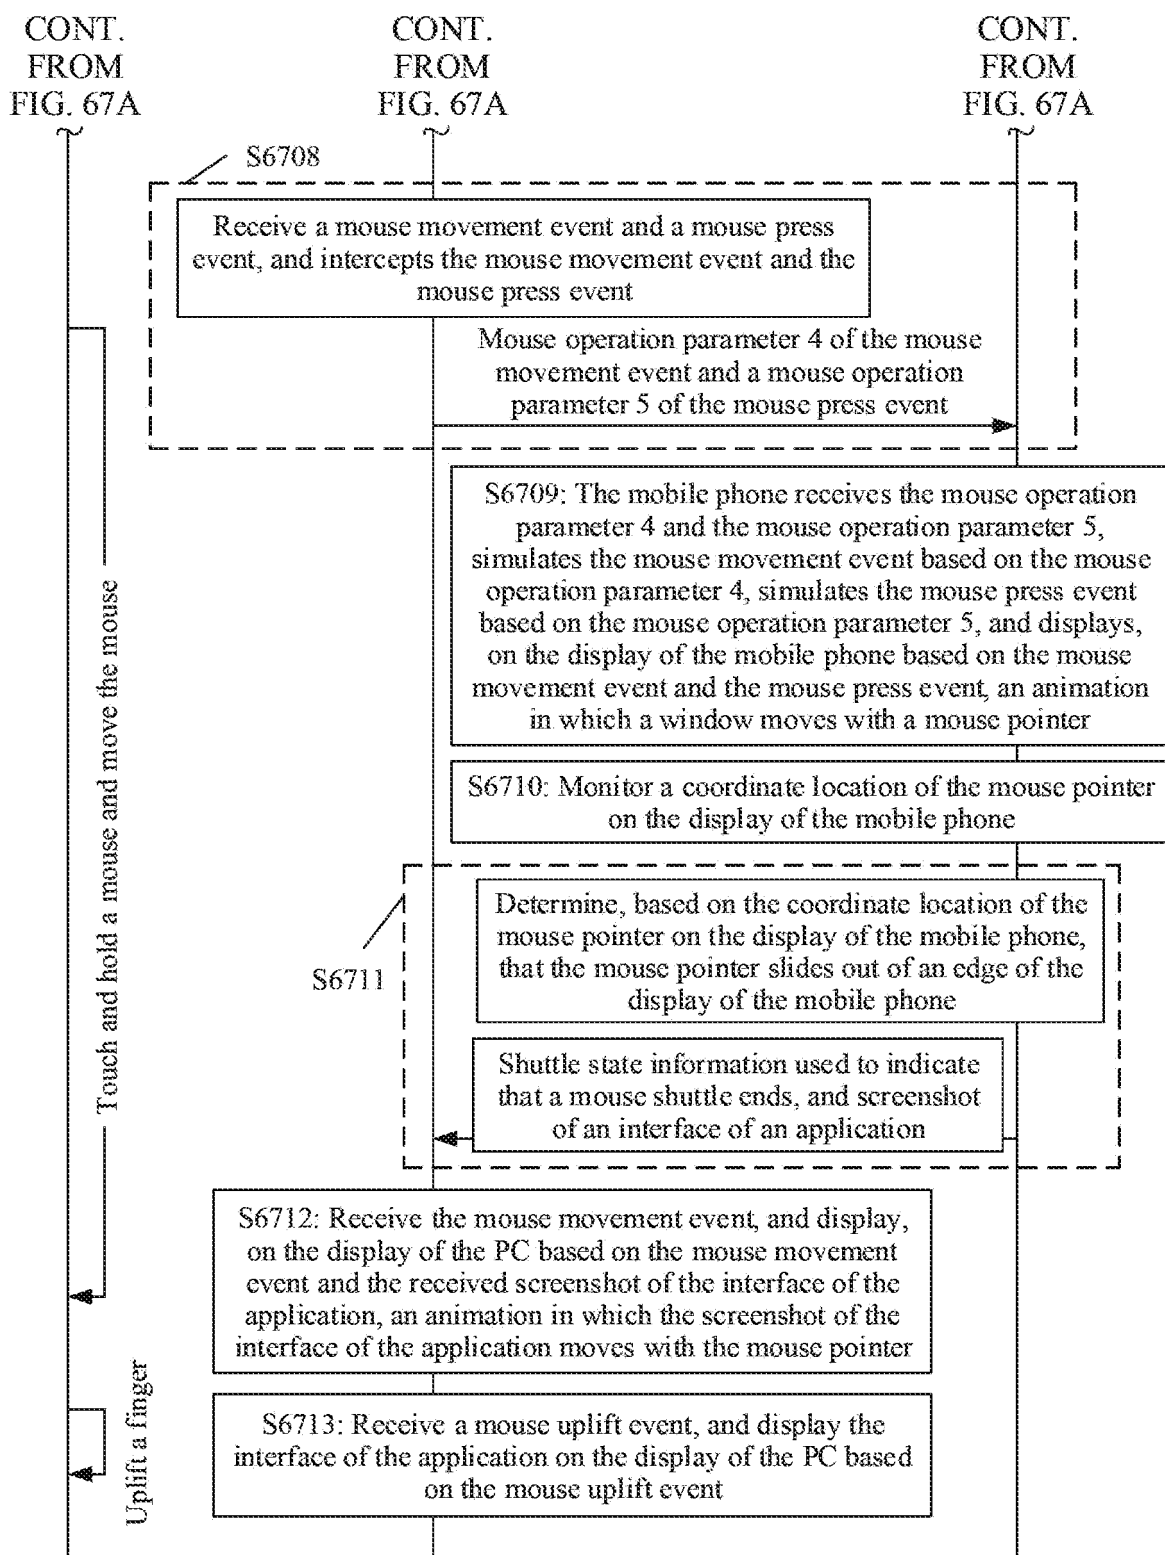 CONT.
FROM
FIG. 67A
CONT.
FROM
FIG. 67A
CONT.
FROM
FIG. 67A
S6708
Receive a mouse movement event and a mouse press
event, and intercepts the mouse movement event and the
mouse press event
Mouse operation parameter 4 of the mouse
movement event and a mouse operation
parameter 5 of the mouse press event
Touch and hold a mouse and move the mouse
S6709: The mobile phone receives the mouse operation
parameter 4 and the mouse operation parameter 5,
simulates the mouse movement event based on the mouse
operation parameter 4, simulates the mouse press event
based on the mouse operation parameter 5, and displays,
on the display of the mobile phone based on the mouse
movement event and the mouse press event, an animation
in which a window moves with a mouse pointer
S6710: Monitor a coordinate location of the mouse pointer
on the display of the mobile phone
S6711
Determine, based on the coordinate location of the
mouse pointer on the display of the mobile phone,
that the mouse pointer slides out of an edge of the
display of the mobile phone
Shuttle state information used to indicate
that a mouse shuttle ends, and screenshot
of an interface of an application
S6712: Receive the mouse movement event, and display,
on the display of the PC based on the mouse movement
event and the received screenshot of the interface of the
application, an animation in which the screenshot of the
interface of the application moves with the mouse pointer
Uplift a finger
S6713: Receive a mouse uplift event, and display the
interface of the application on the display of the PC based
on the mouse uplift event